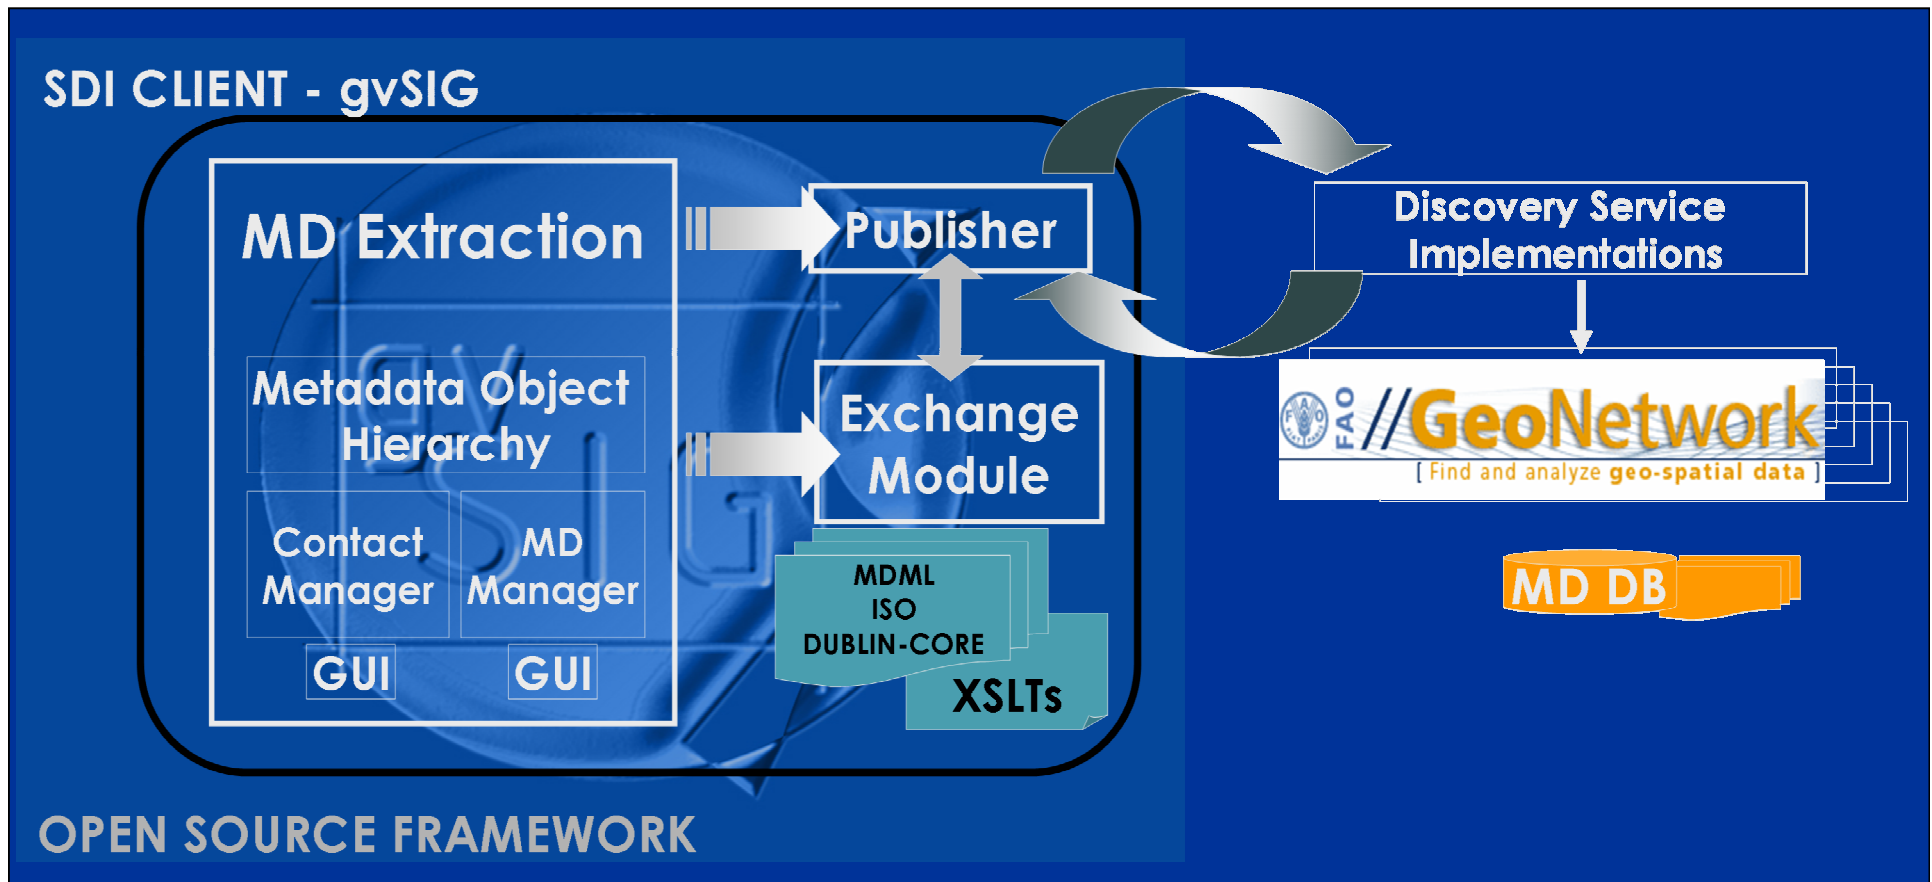 SDI CLIENT - gvSIG
MD Extraction
Metadata Object
Hierarchy
Contact
Manager
MD
Manager
GUI
GUI
Publisher
Exchange
Module
MDML
ISO
DUBLIN-CORE
XSLTs
gv
SIG
OPEN SOURCE FRAMEWORK
Discovery Service
Implementations
FAO
//GeoNetwork
[ Find and analyze geo-spatial data ]
MD DB